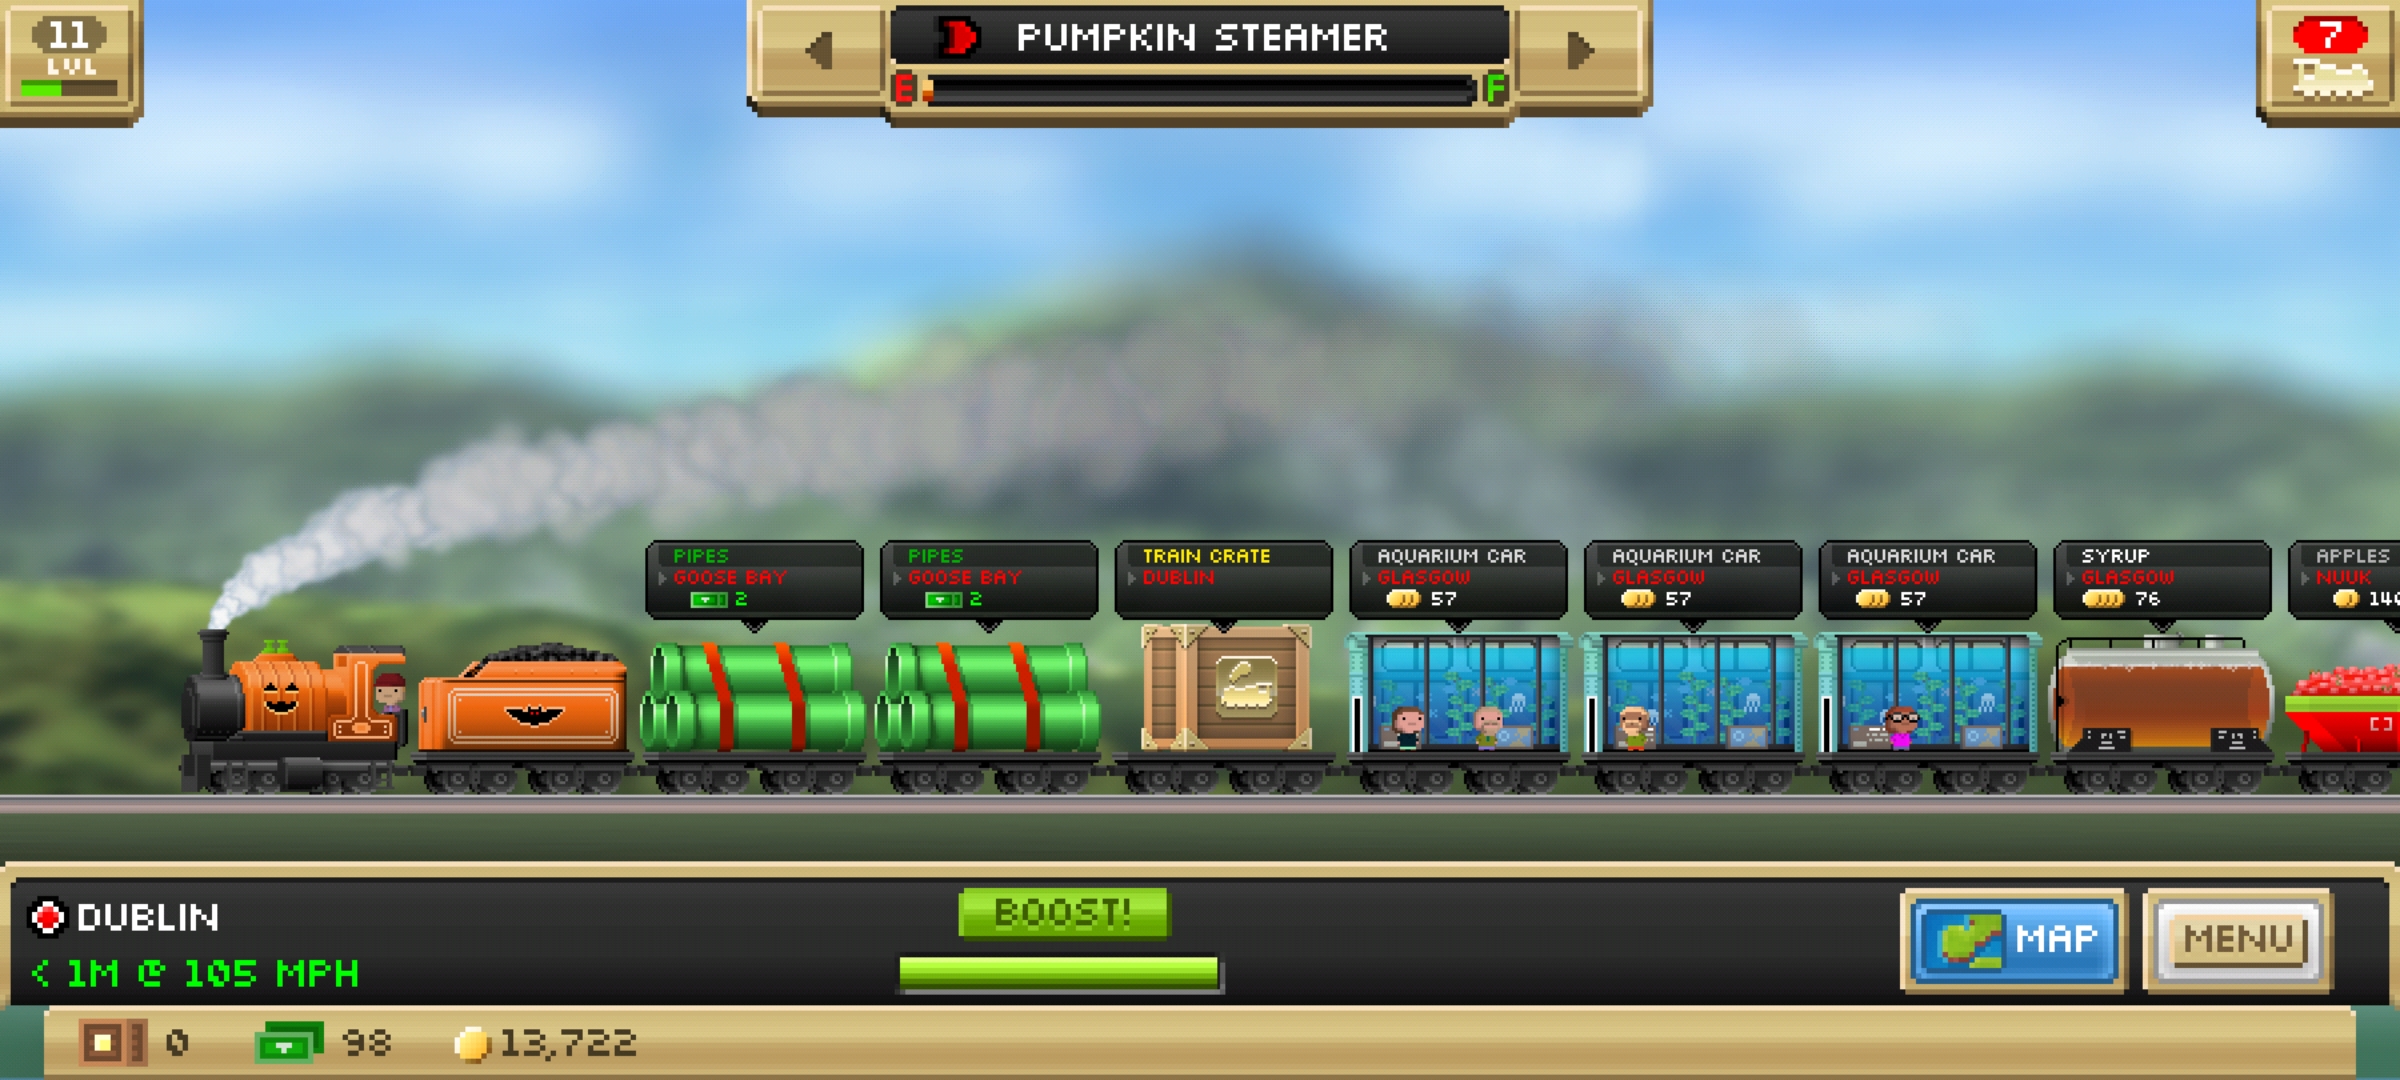 11
LVL
PUMPKIN STEAMER
E F
7
PIPES
GOOSE BAY
2
PIPES
GOOSE BAY
2
TRAIN CRATE
DUBLIN
AQUARIUM CAR
GLASGOW
57
AQUARIUM CAR
GLASGOW
57
AQUARIUM CAR
GLASGOW
57
SYRUP
GLASGOW
76
APPLES
NUUK
140
DUBLIN
< 1M @ 105 MPH
BOOST!
MAP
MENU
0
98
13,722